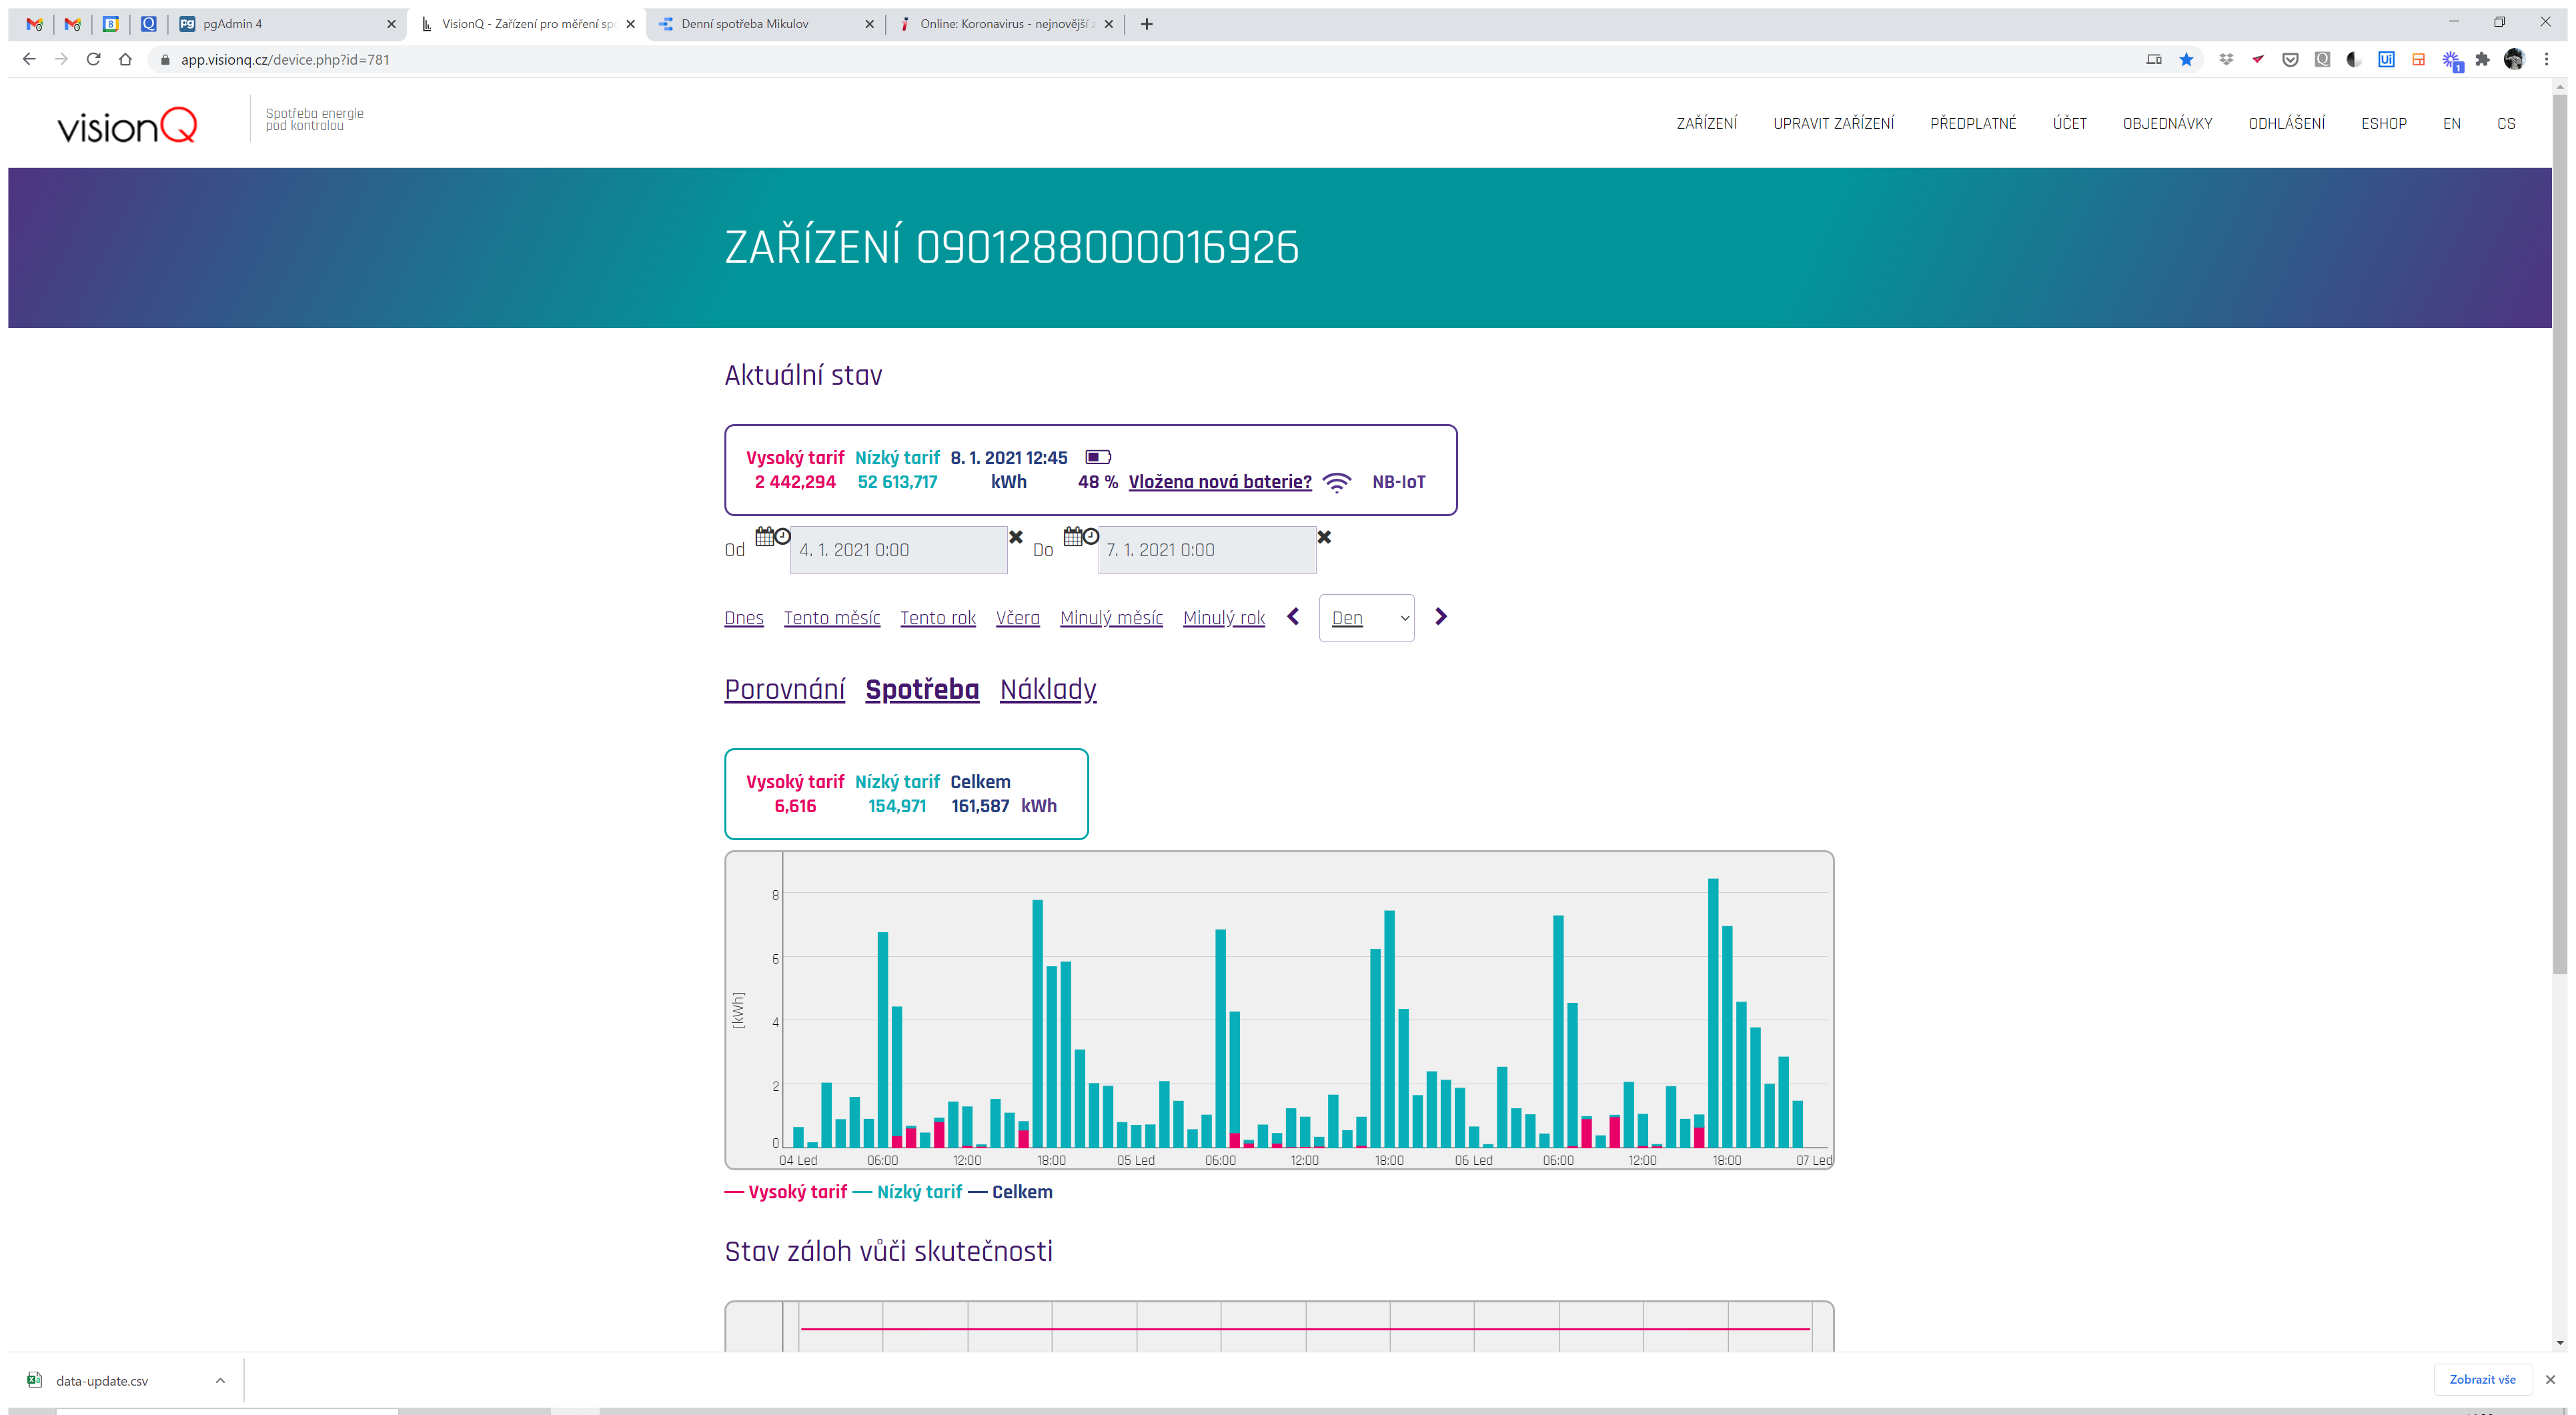 pgAdmin 4
VisionQ - Zařízení pro měření sp
Denní spotřeba Mikulov
Online: Koronavirus - nejnovější z
app.visionq.cz/device.php?id=781
visionQ
Spotřeba energie
pod kontrolou
ZAŘÍZENÍ UPRAVIT ZAŘÍZENÍ PŘEDPLATNÉ ÚČET OBJEDNÁVKY ODHLÁŠENÍ ESHOP EN CS
ZAŘÍZENÍ 0901288000016926
Aktuální stav
Vysoký tarif Nízký tarif 8. 1. 2021 12:45
2 442,294 52 613,717 kWh 48 % Vložena nová baterie? NB-IoT
Od 4. 1. 2021 0:00 Do 7. 1. 2021 0:00
Dnes Tento měsíc Tento rok Včera Minulý měsíc Minulý rok Den
Porovnání Spotřeba Náklady
Vysoký tarif Nízký tarif Celkem
6,616 154,971 161,587 kWh
8
6
[kWh]
4
2
0
04 Led 06:00 12:00 18:00 05 Led 06:00 12:00 18:00 06 Led 06:00 12:00 18:00 07 Led
Vysoký tarif Nízký tarif Celkem
Stav záloh vůči skutečnosti
data-update.csv
Zobrazit vše